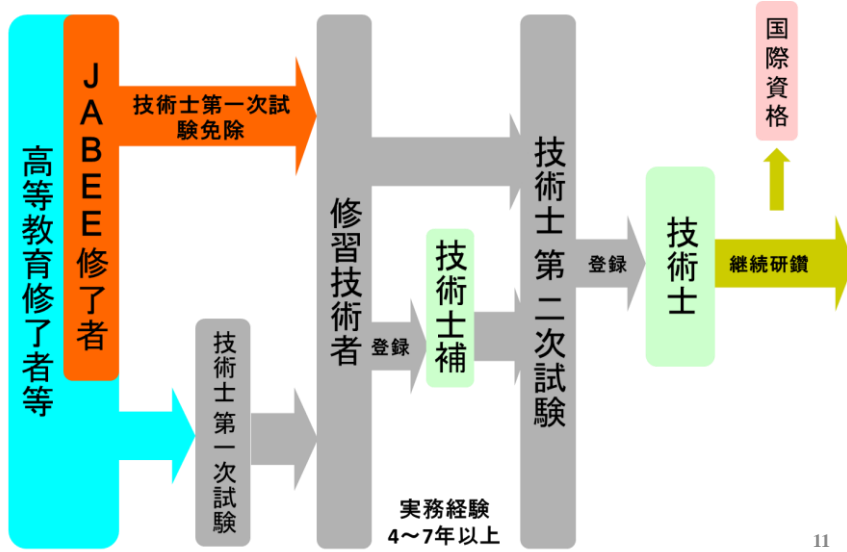 高等教育修了者等
JABEE修了者
技術士第一次試
験免除
技術士第一次試験
修習技術者
登録
技術士補
実務経験
4～7年以上
技術士第二次試験
登録
技術士
継続研鑽
国際資格
11